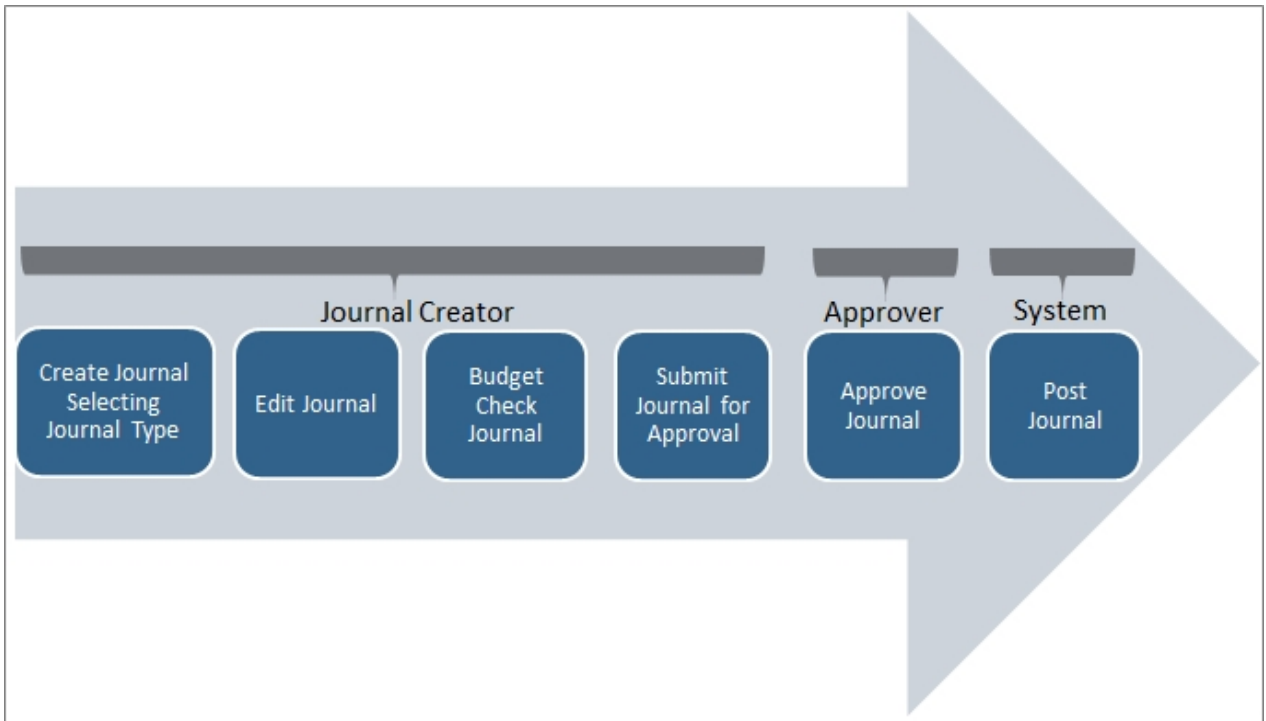 Journal Creator
Approver
System
Create Journal
Selecting
Journal Type
Edit Journal
Budget
Check
Journal
Submit
Journal for
Approval
Approve
Journal
Post
Journal